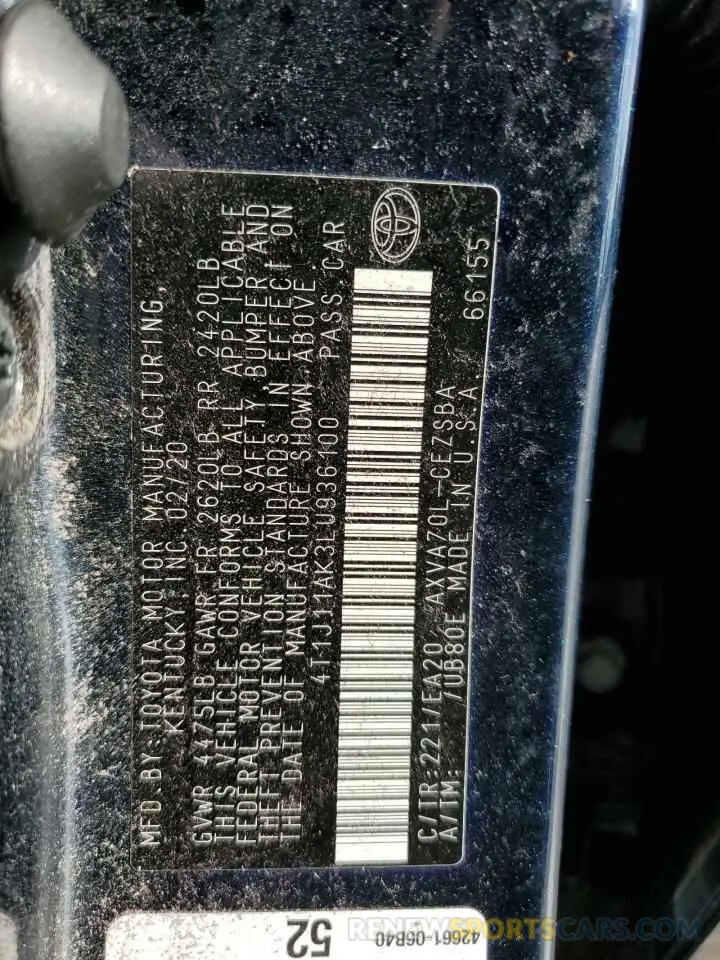 MFD.BY:TOYOTA MOTOR MANUFACTURING,
KENTUCKY INC 02/20
GVWR 4475LB GAWR FR 2620LB RR 2420LB
THIS VEHICLE CONFORMS TO ALL APPLICABLE
FEDERAL MOTOR VEHICLE SAFETY, BUMPER AND
THEFT PREVENTION STANDARDS IN EFFECT ON
THE DATE OF MANUFACTURE SHOWN ABOVE
4T1J11AK3LU936100 PASS CAR
C/TR:221/EA20 AXVA70L-CEZSBA
A/TM: /UB80E MADE IN U.S.A 66155
42661-06B40
52
RENEWSPORTSCARS.COM